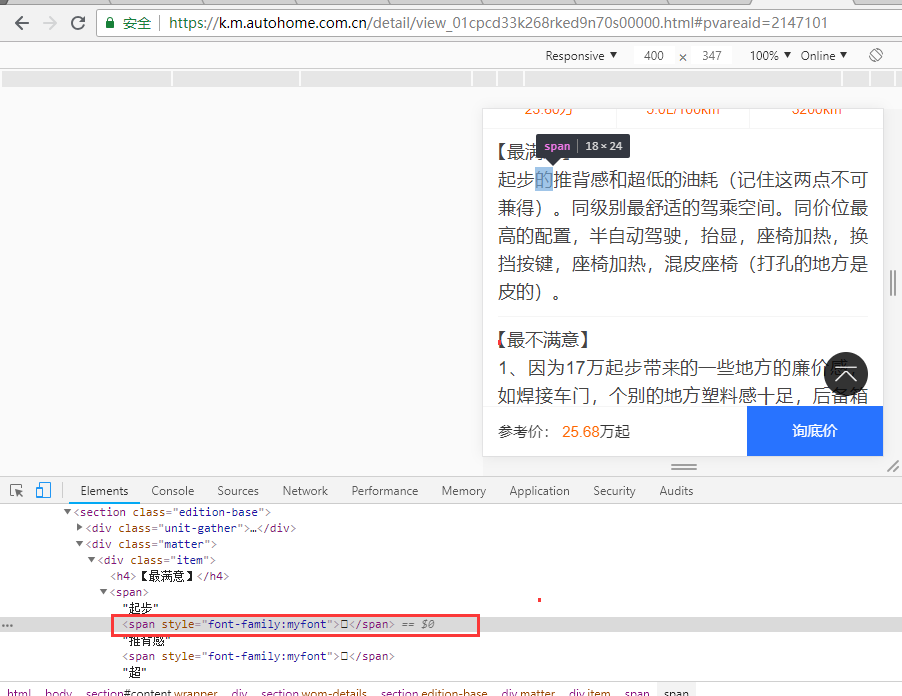 安全 https://k.m.autohome.com.cn/detail/view_01cpcd33k268rked9n70s00000.html#pvareaid=2147101
Responsive ▼ 400 × 347 100% ▼ Online ▼
25.60万 5.0L/100km 3200km
span 18 × 24
【最满意】
起步的推背感和超低的油耗（记住这两点不可
兼得）。同级别最舒适的驾乘空间。同价位最
高的配置，半自动驾驶，抬显，座椅加热，换
挡按键，座椅加热，混皮座椅（打孔的地方是
皮的）。
【最不满意】
1、因为17万起步带来的一些地方的廉价感，
如焊接车门，个别的地方塑料感十足，后备箱
参考价： 25.68万起 询底价
Elements Console Sources Network Performance Memory Application Security Audits
▼<section class="edition-base">
▶<div class="unit-gather">…</div>
▼<div class="matter">
▼<div class="item">
<h4>【最满意】</h4>
▼<span>
"起步"
… <span style="font-family:myfont">□</span> == $0
"推背感"
<span style="font-family:myfont">□</span>
"超"
html body section#content.wrapper div section.wom-details section.edition-base div.matter div.item span span